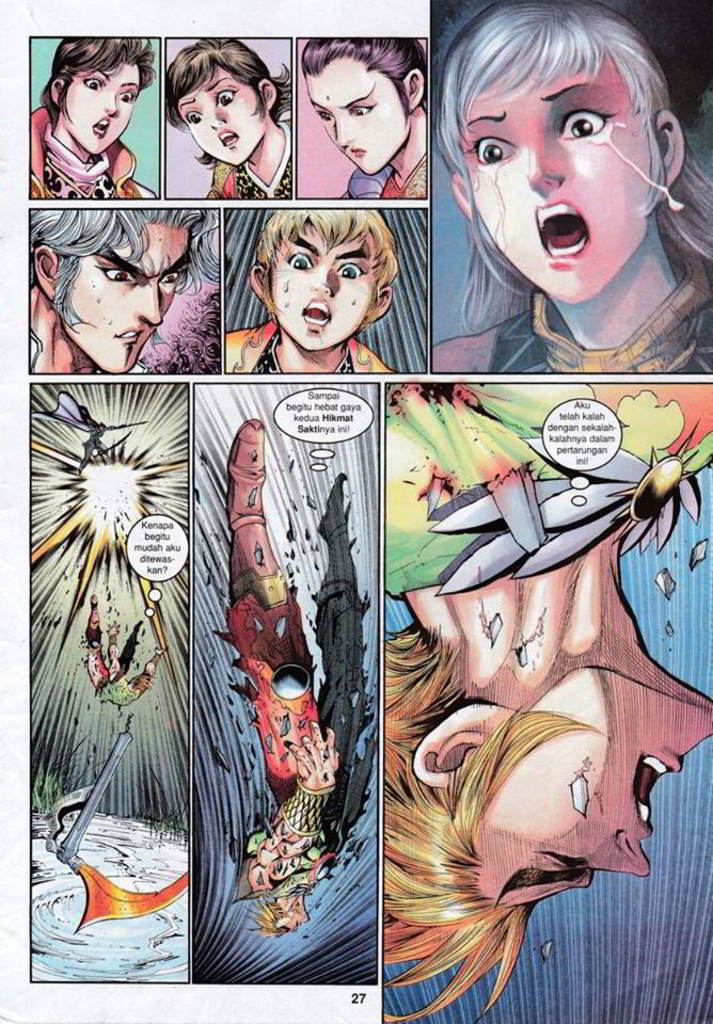 Kenapa
begitu
mudah aku
ditewas-
kan?
Sampai
begitu hebat gaya
kedua Hikmat
Saktinya ini!
Aku
telah kalah
dengan sekalah-
kalahnya dalam
pertarungan
ini!
27